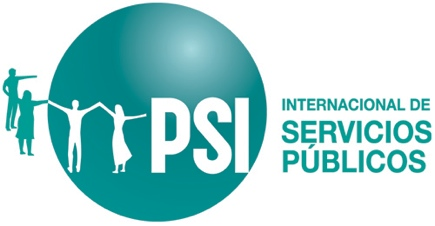 PSI
INTERNACIONAL DE
SERVICIOS
PÚBLICOS